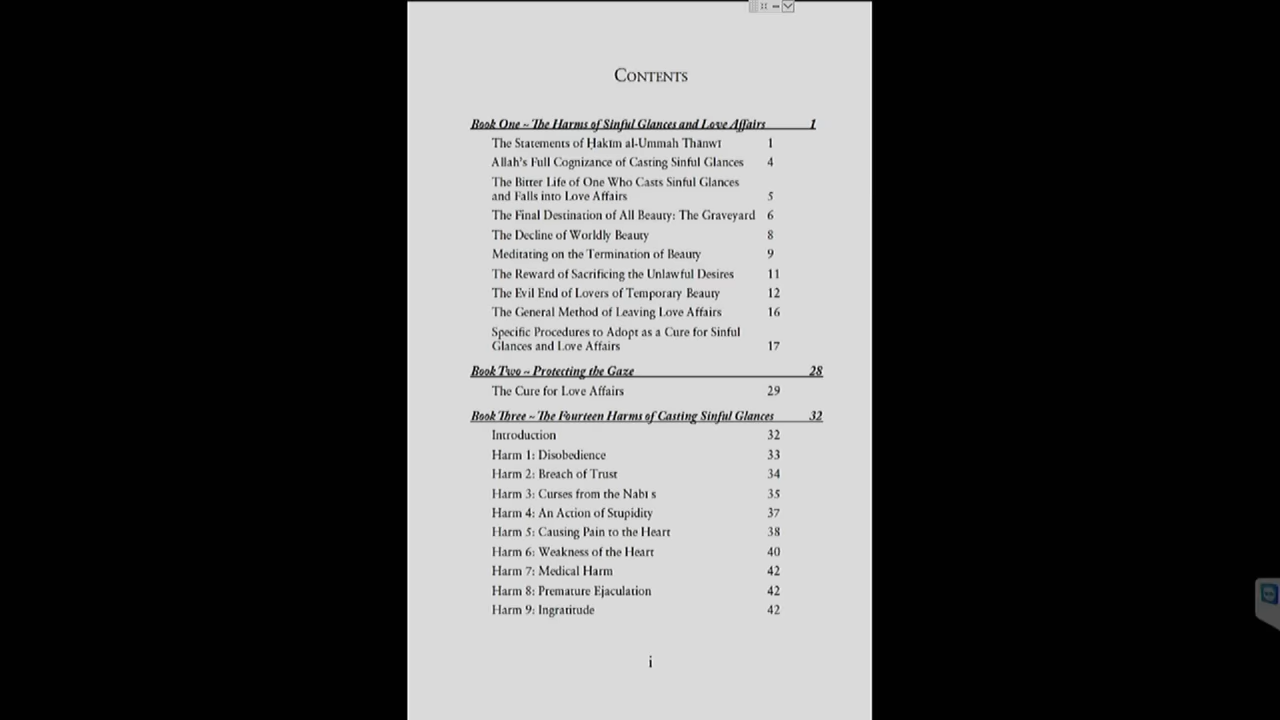 CONTENTS
Book One ~ The Harms of Sinful Glances and Love Affairs 1
The Statements of Ḥakīm al-Ummah Thānwī 1
Allah's Full Cognizance of Casting Sinful Glances 4
The Bitter Life of One Who Casts Sinful Glances
and Falls into Love Affairs 5
The Final Destination of All Beauty: The Graveyard 6
The Decline of Worldly Beauty 8
Meditating on the Termination of Beauty 9
The Reward of Sacrificing the Unlawful Desires 11
The Evil End of Lovers of Temporary Beauty 12
The General Method of Leaving Love Affairs 16
Specific Procedures to Adopt as a Cure for Sinful
Glances and Love Affairs 17
Book Two ~ Protecting the Gaze 28
The Cure for Love Affairs 29
Book Three ~ The Fourteen Harms of Casting Sinful Glances 32
Introduction 32
Harm 1: Disobedience 33
Harm 2: Breach of Trust 34
Harm 3: Curses from the Nabī s 35
Harm 4: An Action of Stupidity 37
Harm 5: Causing Pain to the Heart 38
Harm 6: Weakness of the Heart 40
Harm 7: Medical Harm 42
Harm 8: Premature Ejaculation 42
Harm 9: Ingratitude 42
i